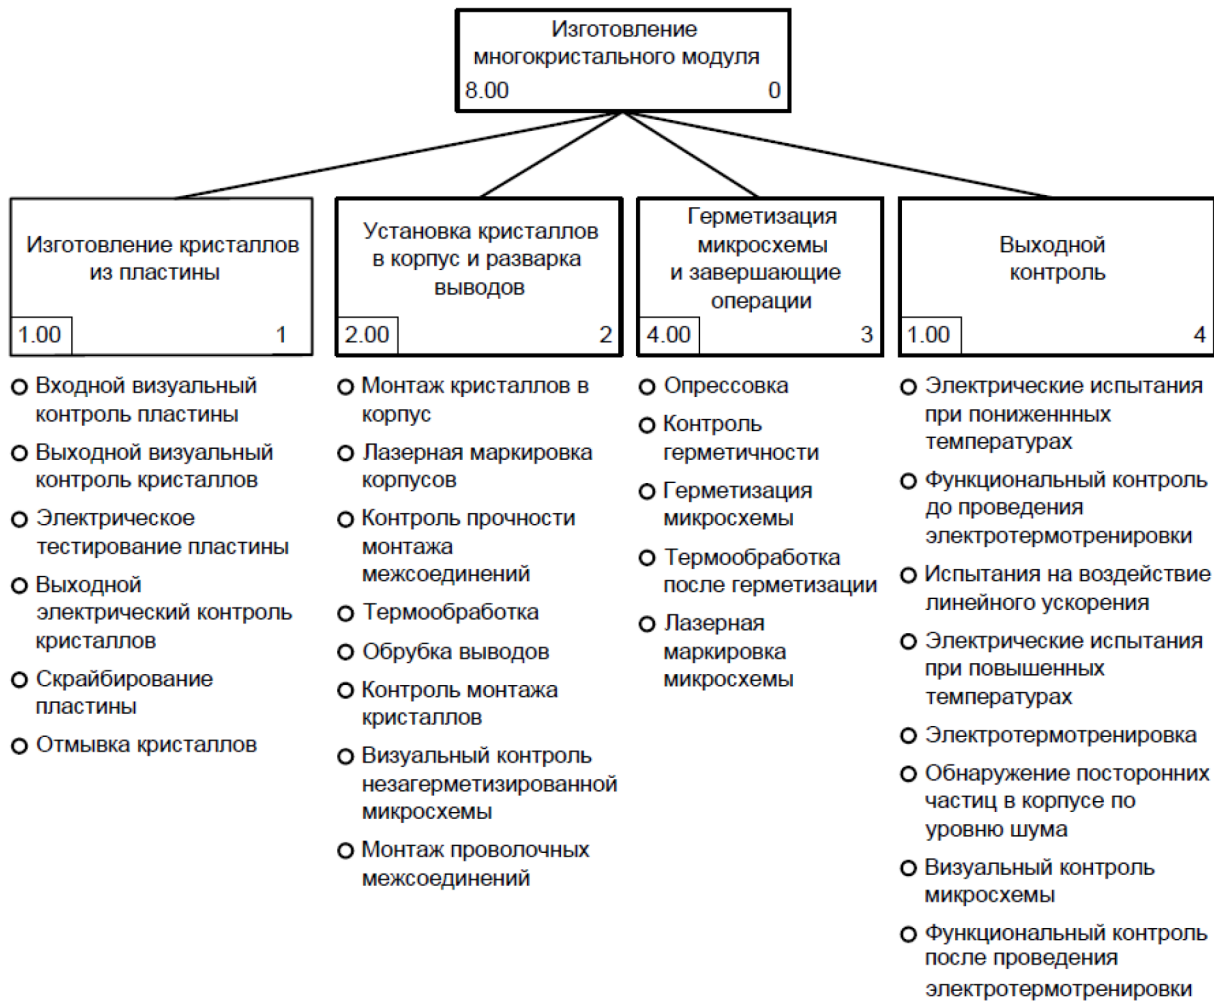 Изготовление
многокристального модуля
8.00 0
Изготовление кристаллов
из пластины
1.00 1
Входной визуальный
контроль пластины
Выходной визуальный
контроль кристаллов
Электрическое
тестирование пластины
Выходной
электрический контроль
кристаллов
Скрайбирование
пластины
Отмывка кристаллов
Установка кристаллов
в корпус и разварка
выводов
2.00 2
Монтаж кристаллов в
корпус
Лазерная маркировка
корпусов
Контроль прочности
монтажа
межсоединений
Термообработка
Обрубка выводов
Контроль монтажа
кристаллов
Визуальный контроль
незагерметизированной
микросхемы
Монтаж проволочных
межсоединений
Герметизация
микросхемы
и завершающие
операции
4.00 3
Опрессовка
Контроль
герметичности
Герметизация
микросхемы
Термообработка
после герметизации
Лазерная
маркировка
микросхемы
Выходной
контроль
1.00 4
Электрические испытания
при пониженнных
температурах
Функциональный контроль
до проведения
электротермотренировки
Испытания на воздействие
линейного ускорения
Электрические испытания
при повышенных
температурах
Электротермотренировка
Обнаружение посторонних
частиц в корпусе по
уровню шума
Визуальный контроль
микросхемы
Функциональный контроль
после проведения
электротермотренировки